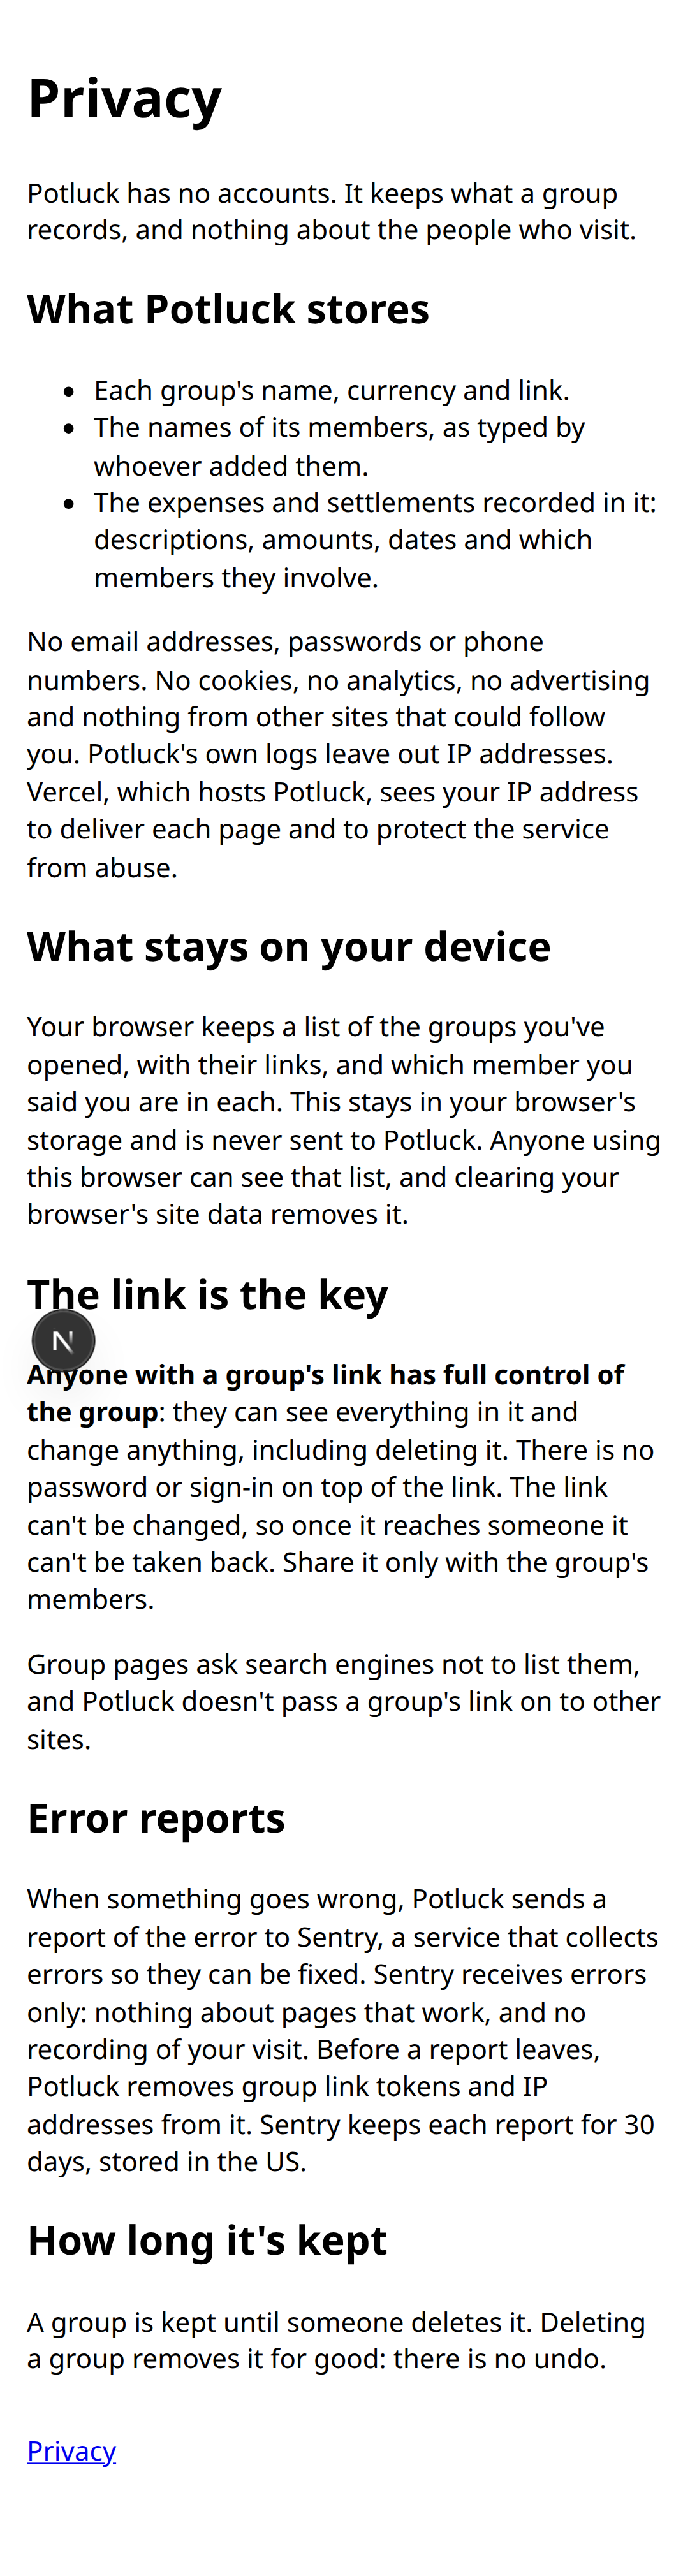 Privacy
Potluck has no accounts. It keeps what a group
records, and nothing about the people who visit.
What Potluck stores
Each group's name, currency and link.
The names of its members, as typed by
whoever added them.
The expenses and settlements recorded in it:
descriptions, amounts, dates and which
members they involve.
No email addresses, passwords or phone
numbers. No cookies, no analytics, no advertising
and nothing from other sites that could follow
you. Potluck's own logs leave out IP addresses.
Vercel, which hosts Potluck, sees your IP address
to deliver each page and to protect the service
from abuse.
What stays on your device
Your browser keeps a list of the groups you've
opened, with their links, and which member you
said you are in each. This stays in your browser's
storage and is never sent to Potluck. Anyone using
this browser can see that list, and clearing your
browser's site data removes it.
The link is the key
N
Anyone with a group's link has full control of
the group: they can see everything in it and
change anything, including deleting it. There is no
password or sign-in on top of the link. The link
can't be changed, so once it reaches someone it
can't be taken back. Share it only with the group's
members.
Group pages ask search engines not to list them,
and Potluck doesn't pass a group's link on to other
sites.
Error reports
When something goes wrong, Potluck sends a
report of the error to Sentry, a service that collects
errors so they can be fixed. Sentry receives errors
only: nothing about pages that work, and no
recording of your visit. Before a report leaves,
Potluck removes group link tokens and IP
addresses from it. Sentry keeps each report for 30
days, stored in the US.
How long it's kept
A group is kept until someone deletes it. Deleting
a group removes it for good: there is no undo.
Privacy